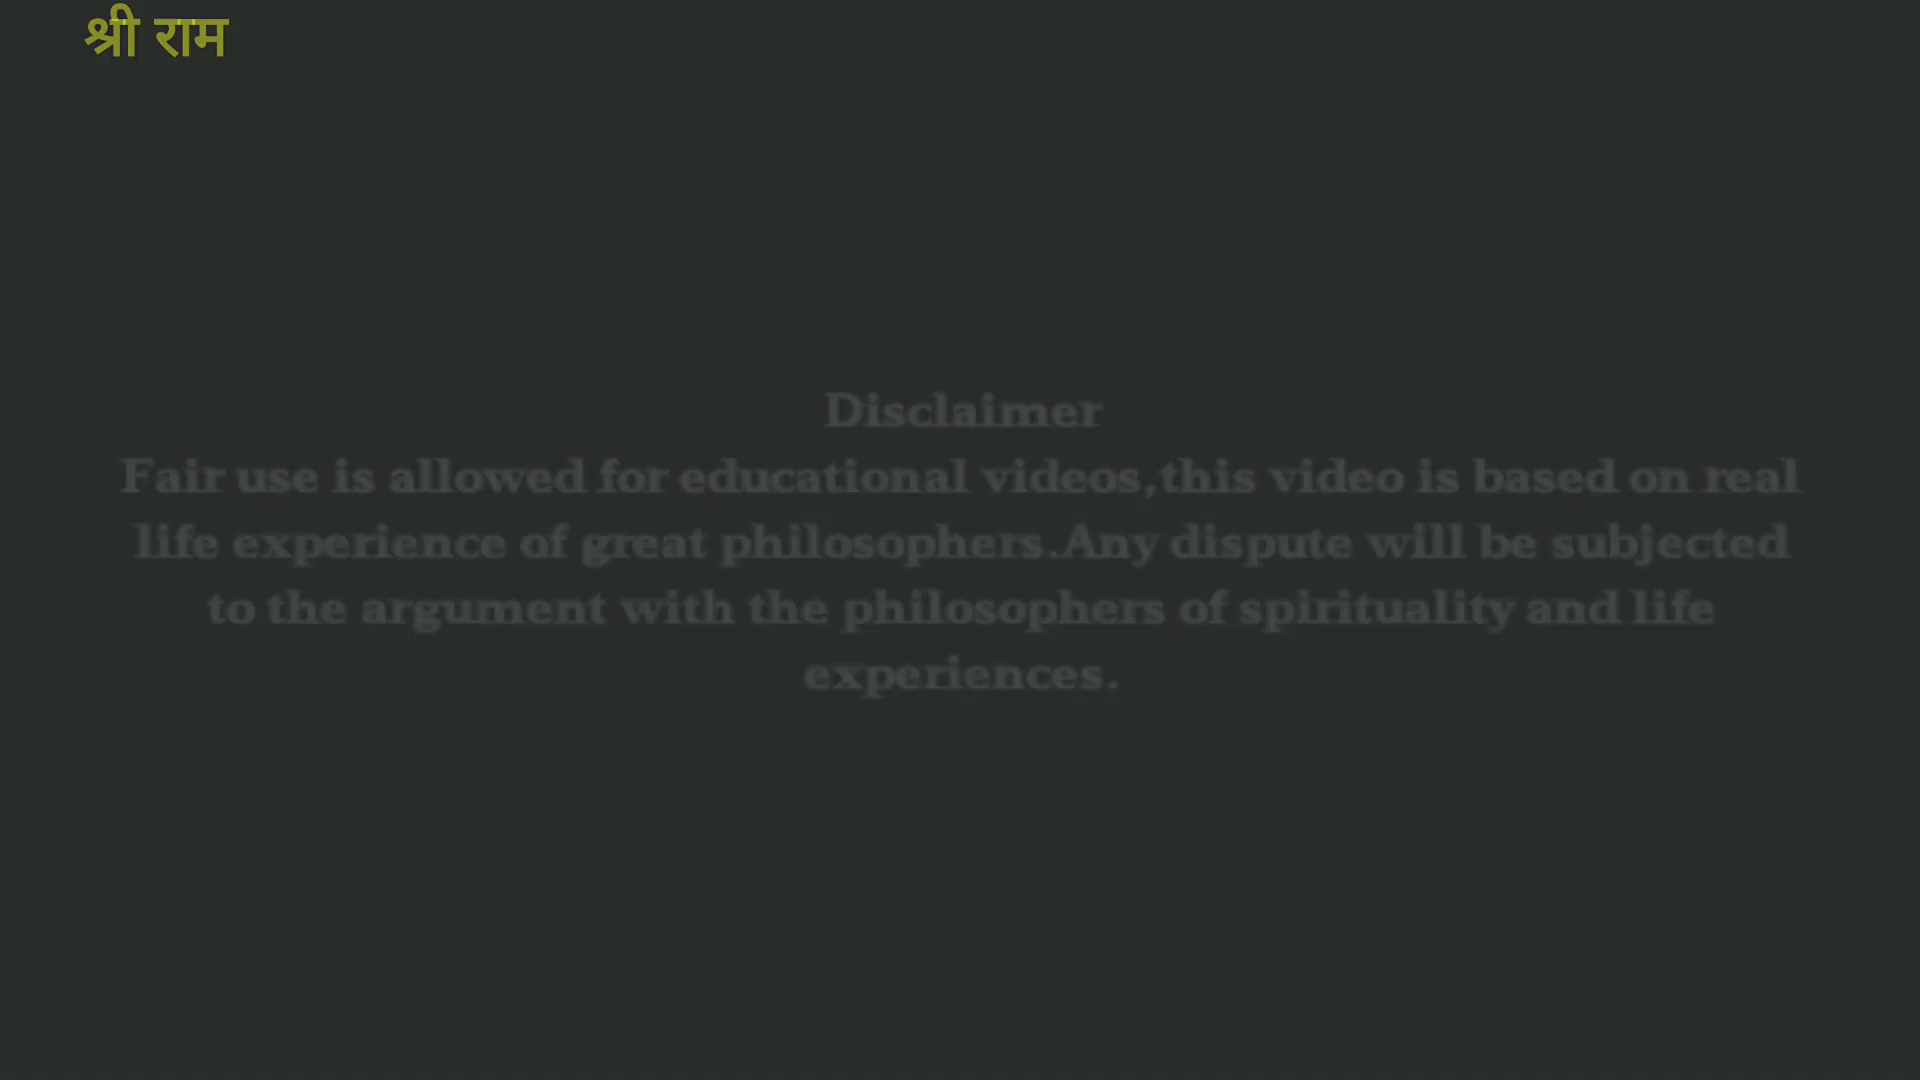 श्री राम
Disclaimer
Fair use is allowed for educational videos,this video is based on real
life experience of great philosophers.Any dispute will be subjected
to the argument with the philosophers of spirituality and life
experiences.